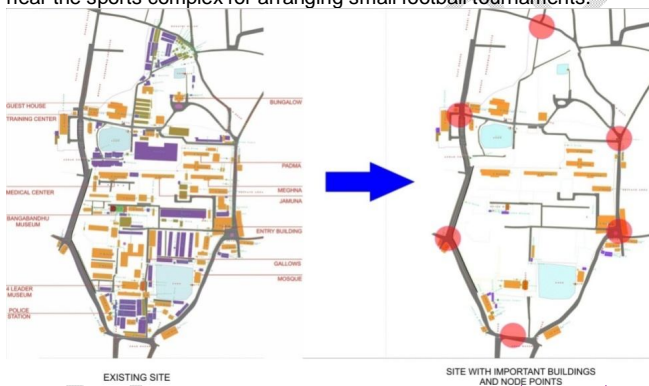 near the sports complex for arranging small football tournaments.
GUEST HOUSE
TRAINING CENTER
BUNGALOW
PADMA
MEDICAL CENTER
MEGHNA
JAMUNA
BANGABANDHU
MUSEUM
ENTRY BUILDING
GALLOWS
MOSQUE
4 LEADER
MUSEUM
POLICE
STATION
EXISTING SITE
SITE WITH IMPORTANT BUILDINGS
AND NODE POINTS